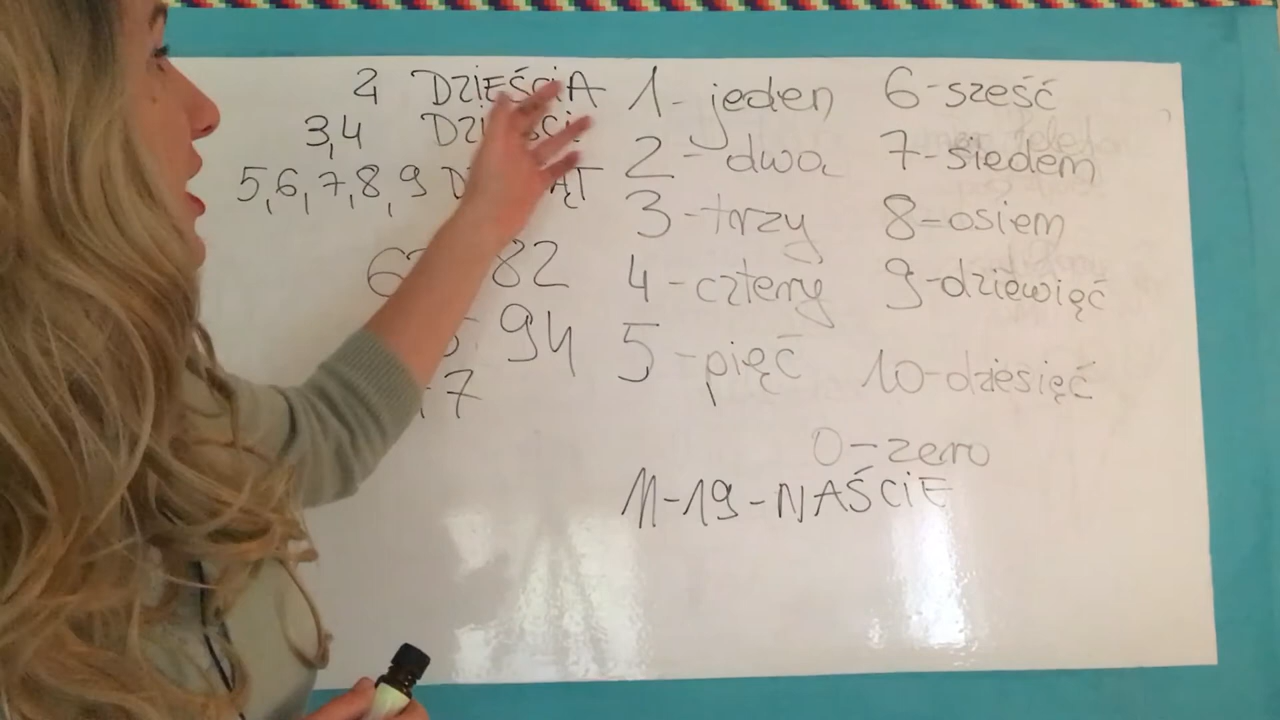 2 DZIEŚCIA
3,4
5,6,7,8,9
82
94
7
1 - jeden
2 - dwa
3 - trzy
4 - cztery
5 - pięć
6 - sześć
7 - siedem
8 - osiem
9 - dziewięć
10 - dziesięć
0 - zero
11-19 - NAŚCIE